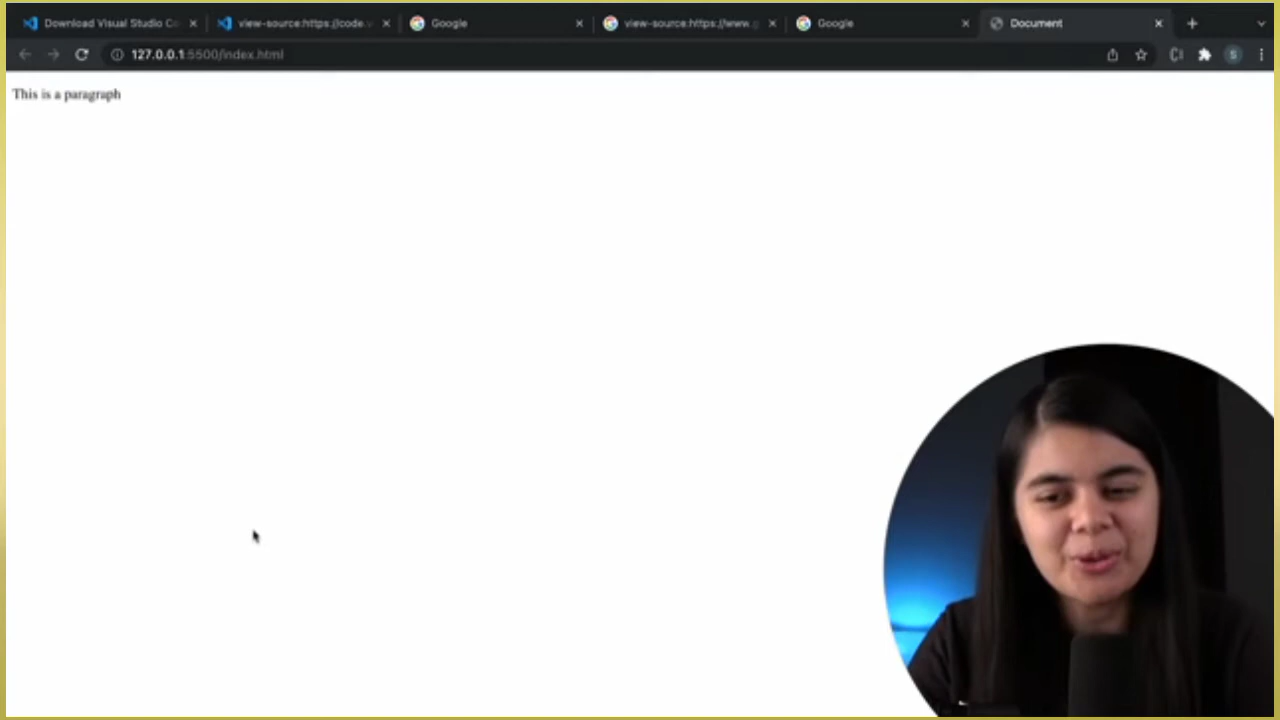 Download Visual Studio Co
view-source:https://code.v
Google
view-source:https://www.g
Google
Document
127.0.0.1:5500/index.html
S
This is a paragraph